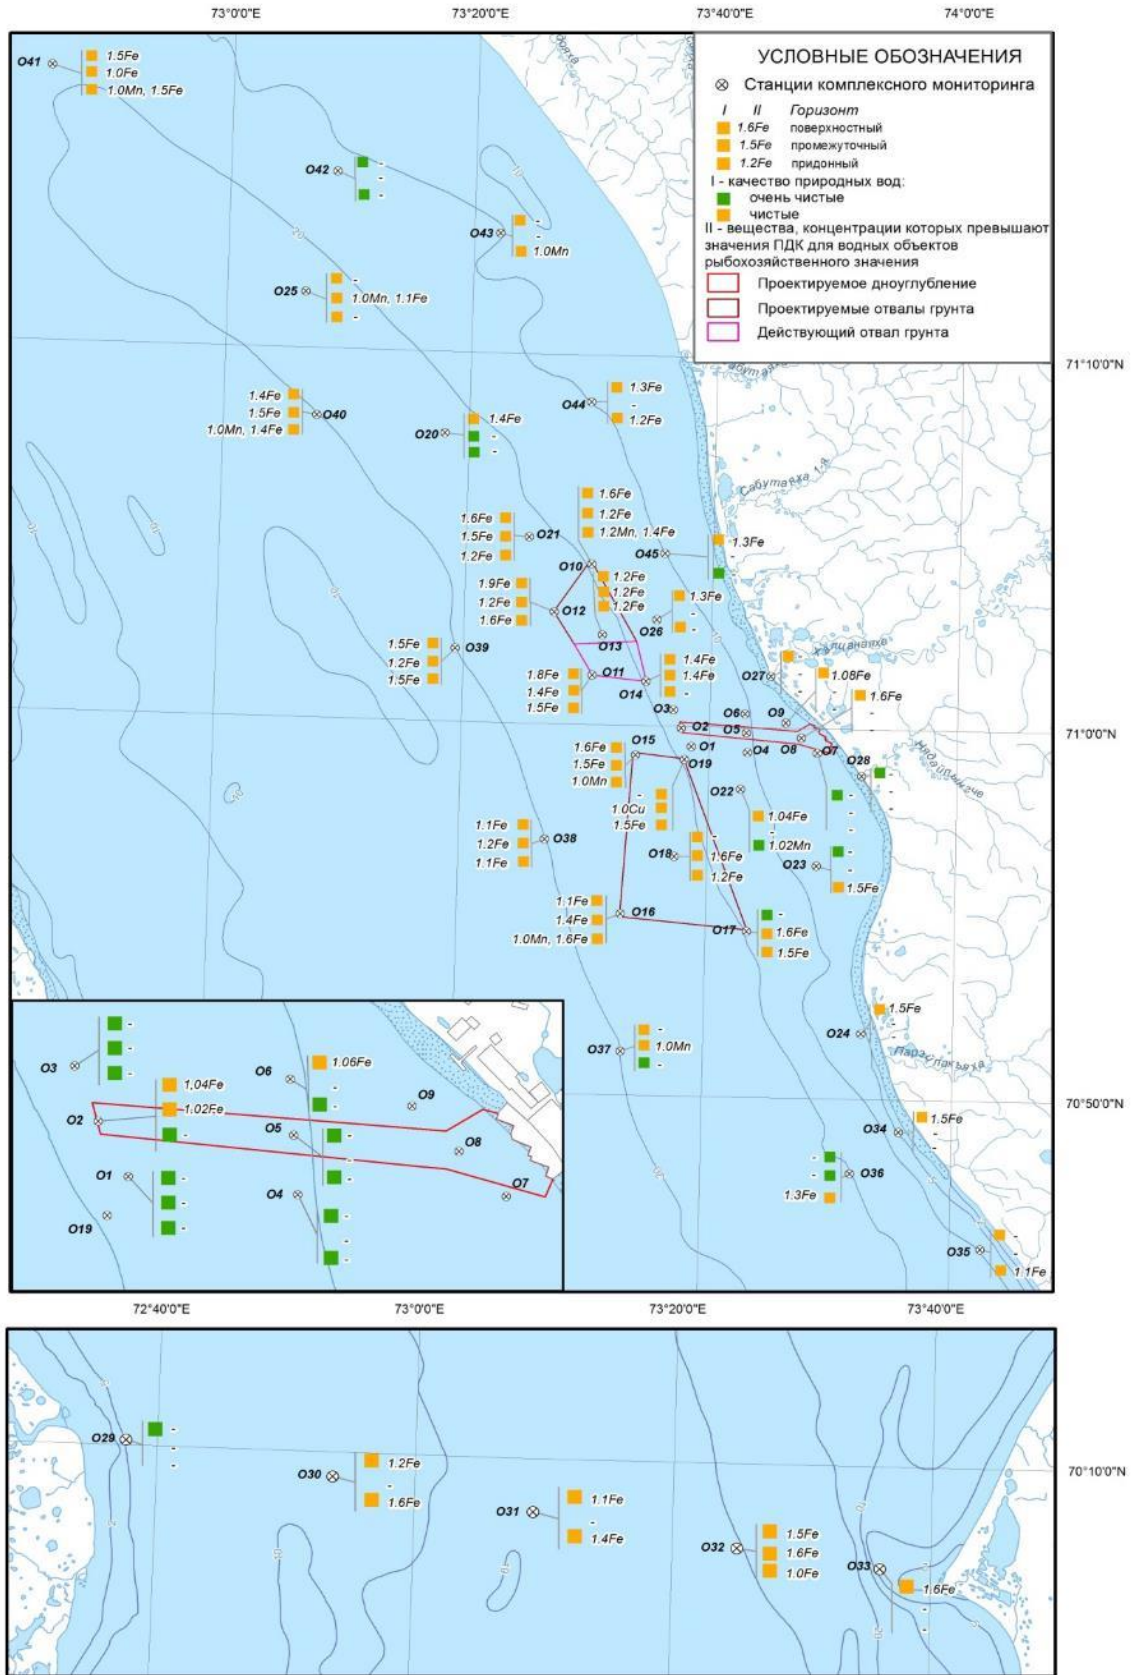 73°0'0"E 73°20'0"E 73°40'0"E 74°0'0"E
УСЛОВНЫЕ ОБОЗНАЧЕНИЯ
Станции комплексного мониторинга
I II Горизонт
1.6Fe поверхностный
1.5Fe промежуточный
1.2Fe придонный
I - качество природных вод:
очень чистые
чистые
II - вещества, концентрации которых превышают
значения ПДК для водных объектов
рыбохозяйственного значения
Проектируемое дноуглубление
Проектируемые отвалы грунта
Действующий отвал грунта
O41
1.5Fe
1.0Fe
1.0Mn, 1.5Fe
O42
-
-
-
O43
-
-
1.0Mn
O25
-
1.0Mn, 1.1Fe
-
71°10'0"N
1.4Fe
1.5Fe
1.0Mn, 1.4Fe
O40
O20
1.4Fe
-
-
O44
1.3Fe
-
1.2Fe
Сабутаяха 1-я
1.6Fe
1.5Fe
1.2Fe
O21
1.6Fe
1.2Fe
1.2Mn, 1.4Fe
O10
O45
1.3Fe
-
-
1.9Fe
1.2Fe
1.6Fe
O12
1.2Fe
1.2Fe
1.2Fe
O13
1.3Fe
-
-
O26
1.5Fe
1.2Fe
1.5Fe
O39
1.8Fe
1.4Fe
1.5Fe
O11
O14
1.4Fe
1.4Fe
-
Халцынаяха
O27
-
-
-
1.08Fe
-
1.6Fe
-
-
O3
O6
O9
O2
O5
O8
O7
O1
O4
O19
O28
71°0'0"N
Нядайпынгче
1.6Fe
1.5Fe
1.0Mn
O15
-
1.0Cu
1.5Fe
O22
1.04Fe
-
1.02Mn
-
-
-
-
1.1Fe
1.2Fe
1.1Fe
O38
O18
-
1.6Fe
1.2Fe
O23
-
-
1.5Fe
1.1Fe
1.4Fe
1.0Mn, 1.6Fe
O16
O17
-
1.6Fe
1.5Fe
O24
1.5Fe
-
-
O37
-
1.0Mn
-
70°50'0"N
O34
1.5Fe
-
-
-
-
1.3Fe
O36
O35
-
-
1.1Fe
O3
-
-
-
O2
1.04Fe
1.02Fe
-
O1
-
-
-
O19
O6
1.06Fe
-
-
O5
-
-
-
O4
-
-
-
O9
O8
O7
72°40'0"E 73°0'0"E 73°20'0"E 73°40'0"E
O29
-
-
-
O30
1.2Fe
-
1.6Fe
70°10'0"N
O31
1.1Fe
-
1.4Fe
O32
1.5Fe
1.6Fe
1.0Fe
O33
1.6Fe
-
-